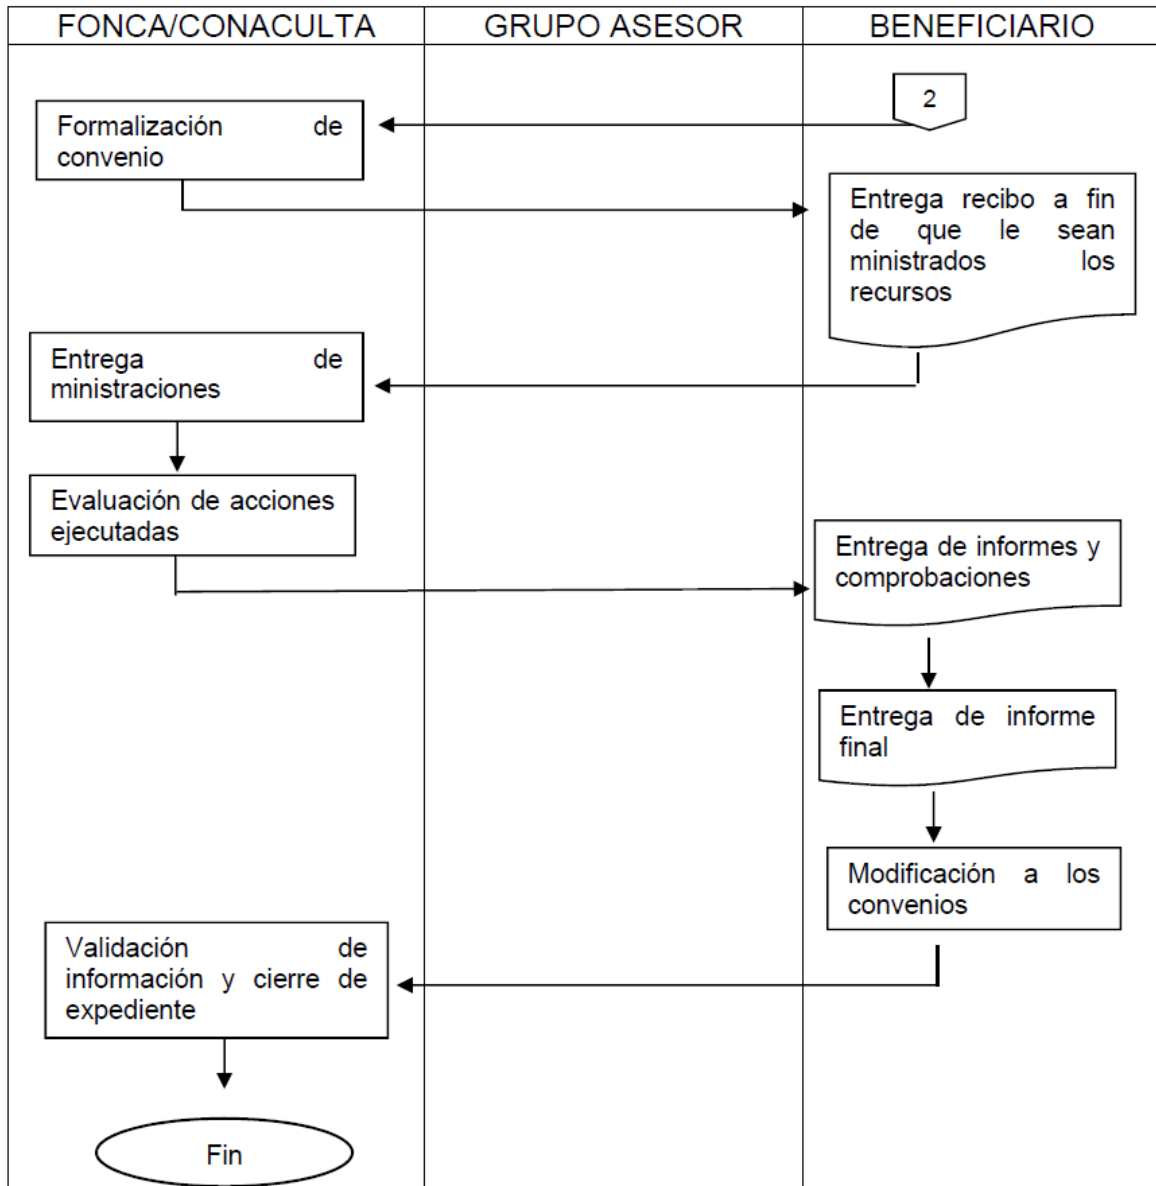 FONCA/CONACULTA
GRUPO ASESOR
BENEFICIARIO
2
Formalización de
convenio
Entrega recibo a fin
de que le sean
ministrados los
recursos
Entrega de
ministraciones
Evaluación de acciones
ejecutadas
Entrega de informes y
comprobaciones
Entrega de informe
final
Modificación a los
convenios
Validación de
información y cierre de
expediente
Fin